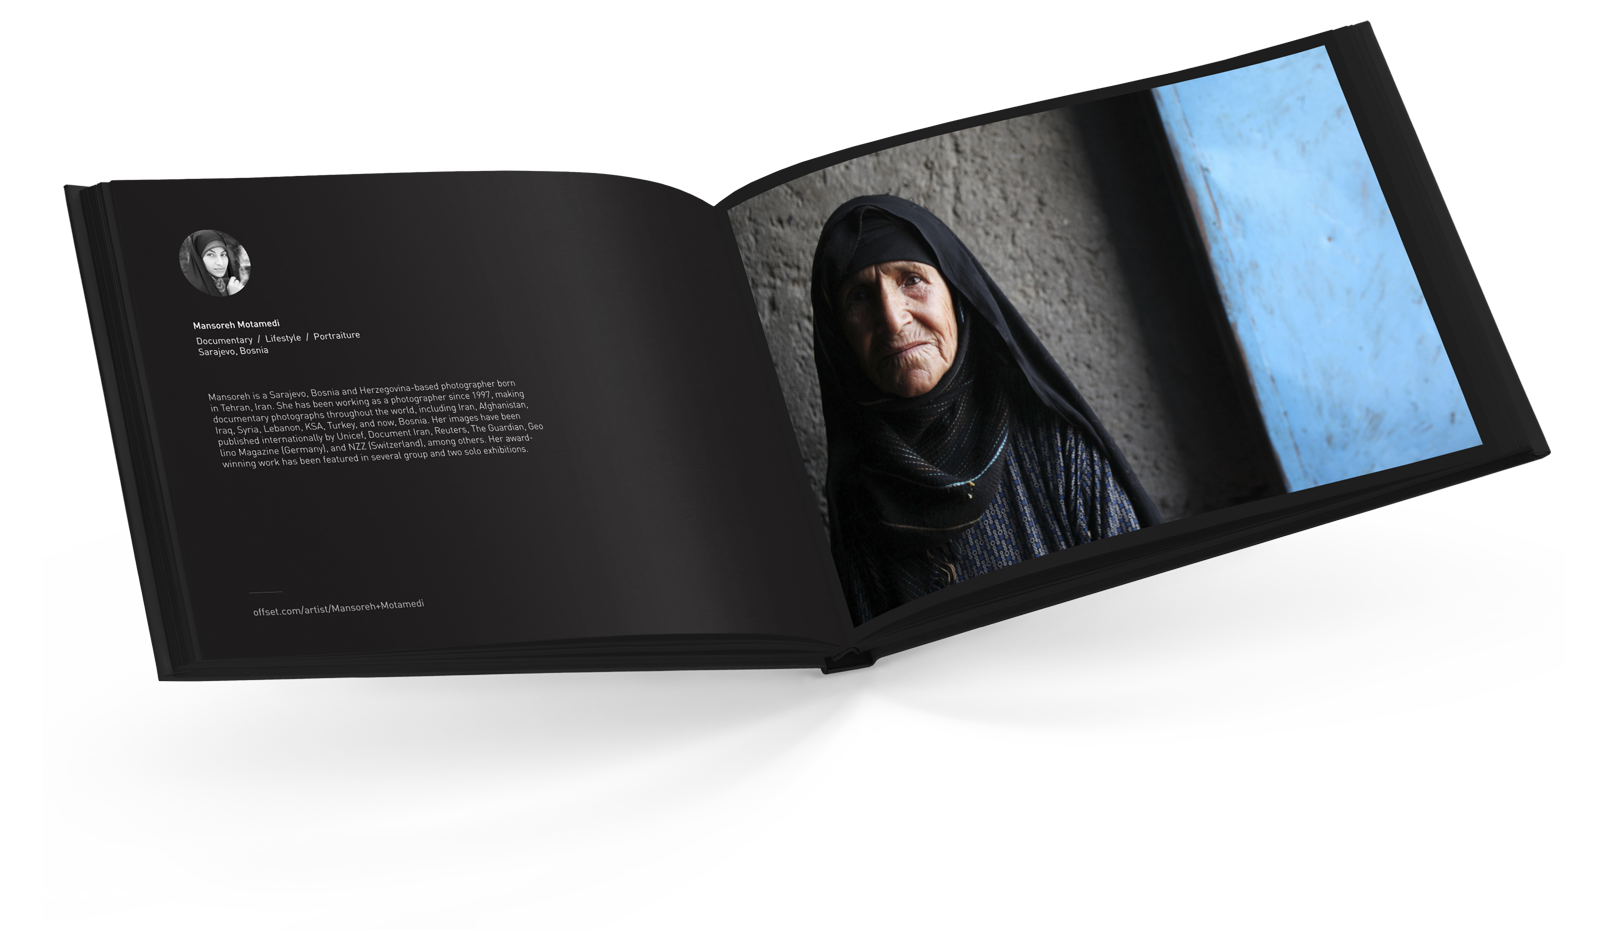 Mansoreh Motamedi
Documentary / Lifestyle / Portraiture
Sarajevo, Bosnia
Mansoreh is a Sarajevo, Bosnia and Herzegovina-based photographer born
in Tehran, Iran. She has been working as a photographer since 1997, making
documentary photographs throughout the world, including Iran, Afghanistan,
Iraq, Syria, Lebanon, KSA, Turkey, and now, Bosnia. Her images have been
published internationally by Unicef, Document Iran, Reuters, The Guardian, Geo
lino Magazine (Germany), and NZZ (Switzerland), among others. Her award-
winning work has been featured in several group and two solo exhibitions.
offset.com/artist/Mansoreh+Motamedi